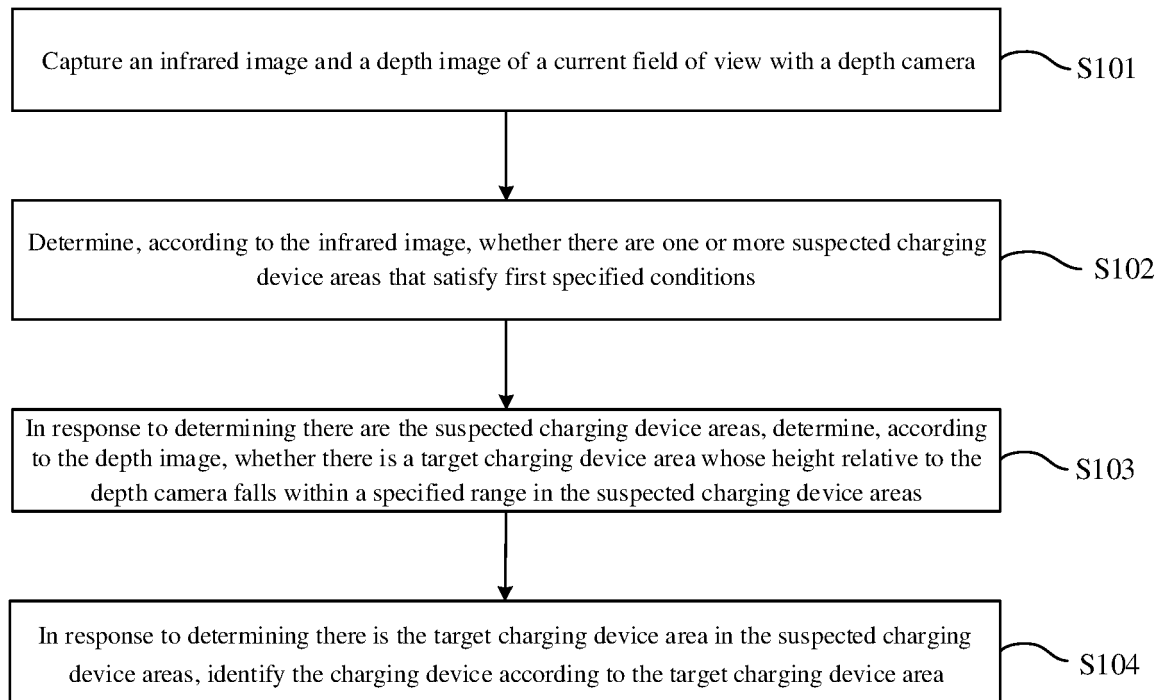 Capture an infrared image and a depth image of a current field of view with a depth camera
S101
Determine, according to the infrared image, whether there are one or more suspected charging
device areas that satisfy first specified conditions
S102
In response to determining there are the suspected charging device areas, determine, according
to the depth image, whether there is a target charging device area whose height relative to the
depth camera falls within a specified range in the suspected charging device areas
S103
In response to determining there is the target charging device area in the suspected charging
device areas, identify the charging device according to the target charging device area
S104